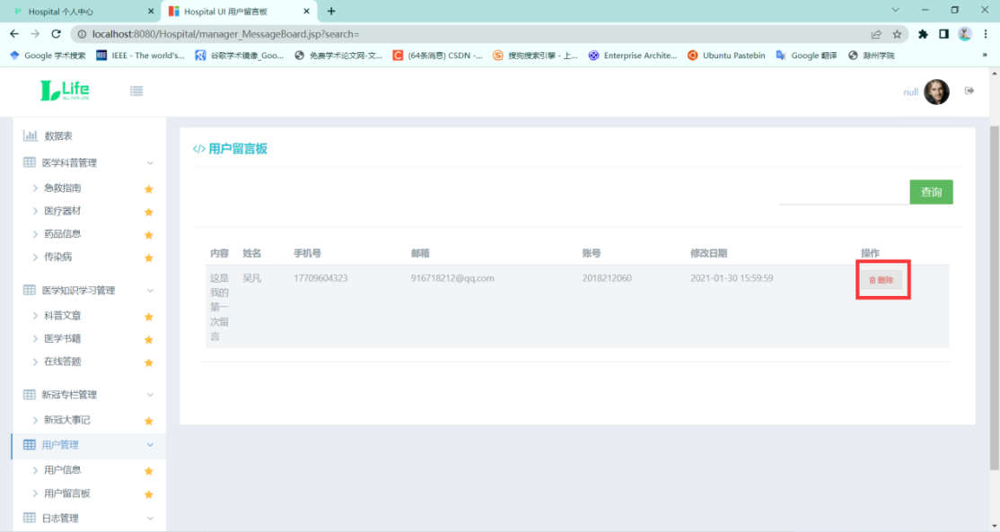 Hospital 个人中心
Hospital UI 用户留言板
localhost:8080/Hospital/manager_MessageBoard.jsp?search=
Google 学术搜索 IEEE - The world's... 谷歌学术镜像_Goo... 免费学术论文网-文... (64条消息) CSDN -... 搜狗搜索引擎 - 上... Enterprise Archite... Ubuntu Pastebin Google 翻译 滁州学院 »
Life
null
数据表
医学科普管理
急救指南
医疗器材
药品信息
传染病
医学知识学习管理
科普文章
医学书籍
在线答题
新冠专栏管理
新冠大事记
用户管理
用户信息
用户留言板
日志管理
</> 用户留言板
查询
内容 姓名 手机号 邮箱 账号 修改日期 操作
这是 吴凡 17709604323 916718212@qq.com 2018212060 2021-01-30 15:59:59 删除
我的
第一
次留
言